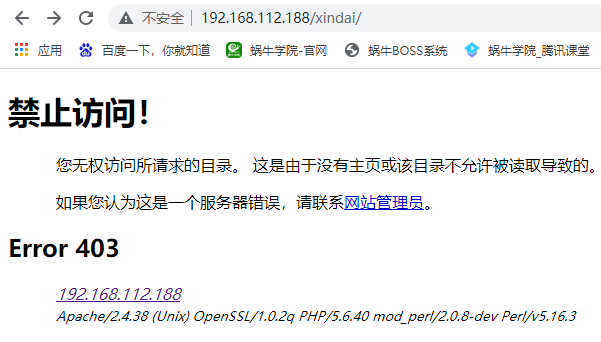 不安全 | 192.168.112.188/xindai/
应用 百度一下，你就知道 蜗牛学院-官网 蜗牛BOSS系统 蜗牛学院_腾讯课堂
禁止访问！
您无权访问所请求的目录。 这是由于没有主页或该目录不允许被读取导致的。
如果您认为这是一个服务器错误，请联系网站管理员。
Error 403
192.168.112.188
Apache/2.4.38 (Unix) OpenSSL/1.0.2q PHP/5.6.40 mod_perl/2.0.8-dev Perl/v5.16.3